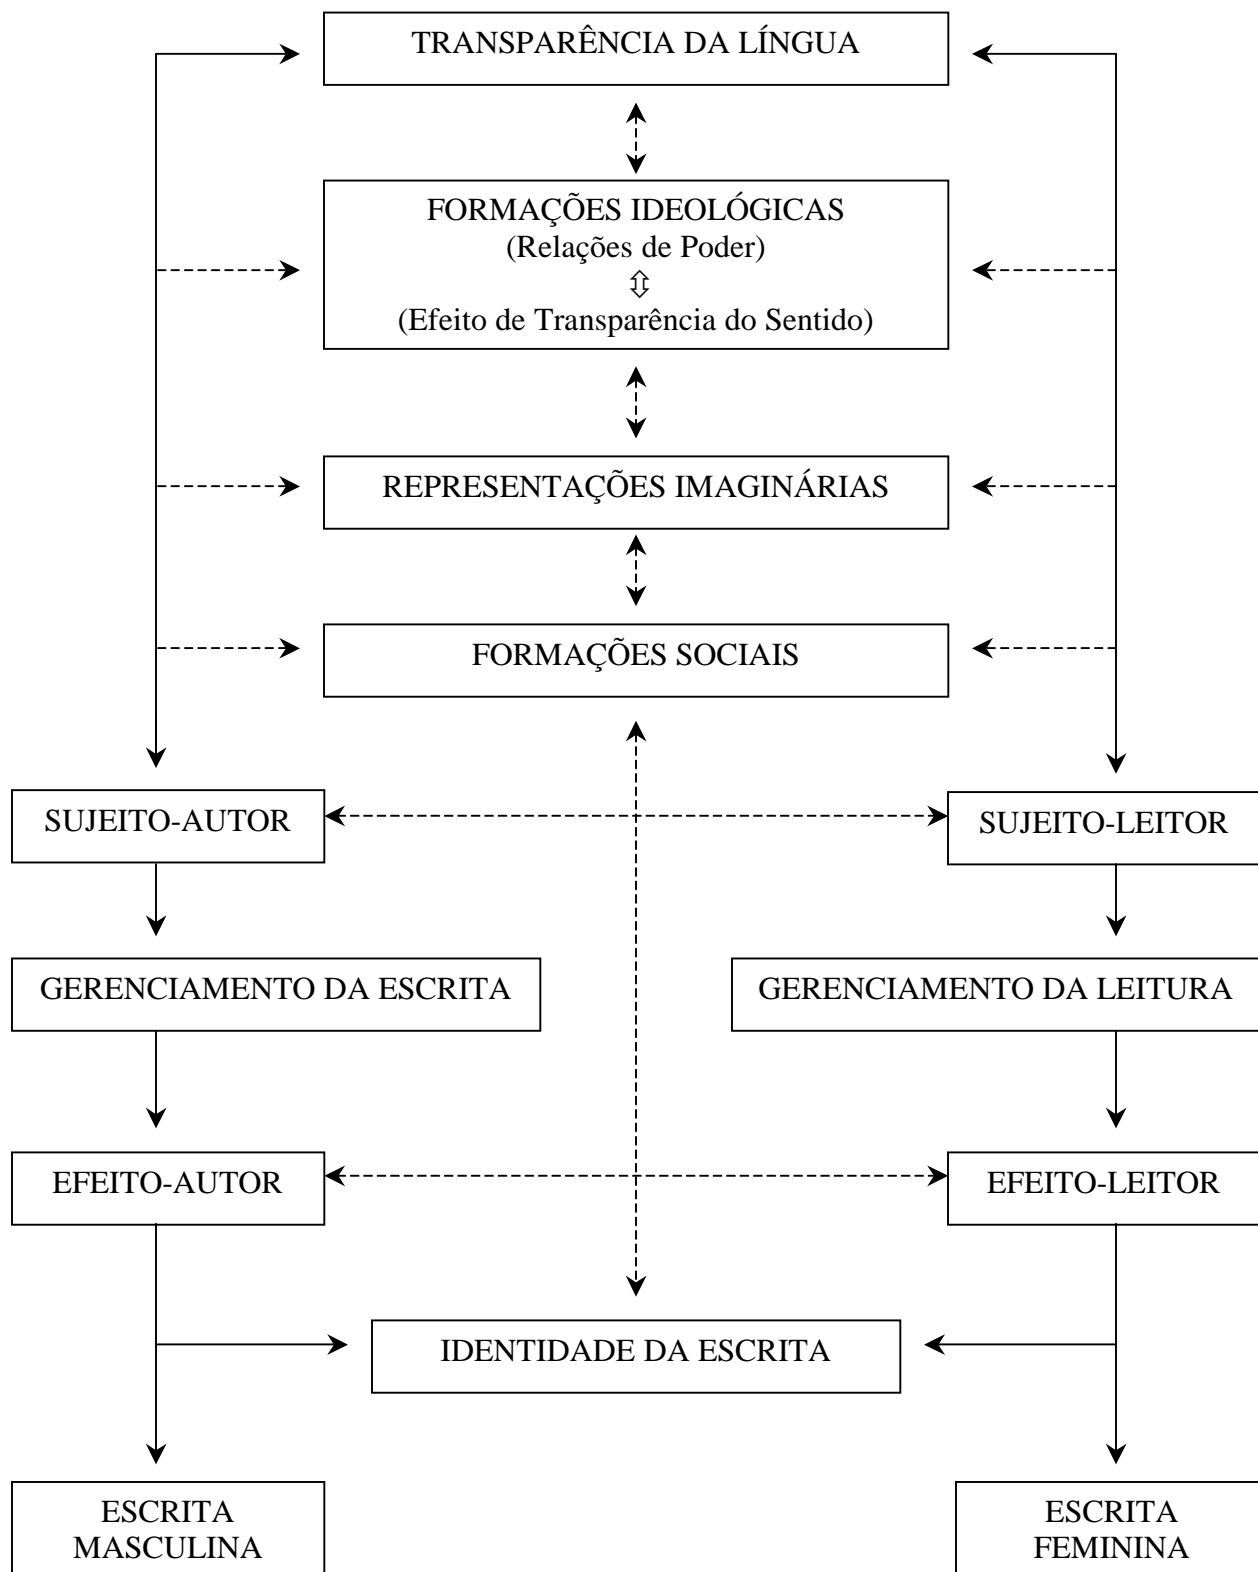 TRANSPARÊNCIA DA LÍNGUA
FORMAÇÕES IDEOLÓGICAS
(Relações de Poder)
⇳
(Efeito de Transparência do Sentido)
REPRESENTAÇÕES IMAGINÁRIAS
FORMAÇÕES SOCIAIS
SUJEITO-AUTOR
SUJEITO-LEITOR
GERENCIAMENTO DA ESCRITA
GERENCIAMENTO DA LEITURA
EFEITO-AUTOR
EFEITO-LEITOR
IDENTIDADE DA ESCRITA
ESCRITA
MASCULINA
ESCRITA
FEMININA